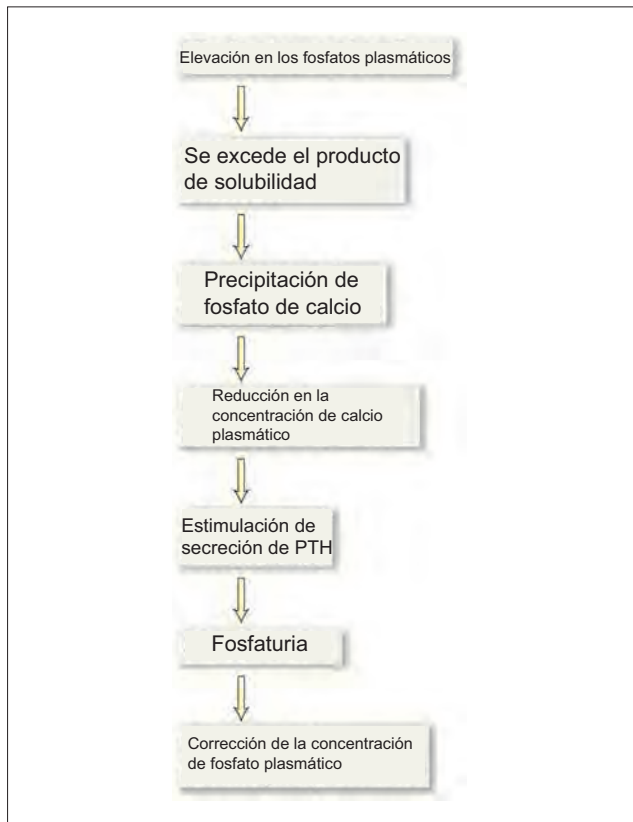 Elevación en los fosfatos plasmáticos
Se excede el producto
de solubilidad
Precipitación de
fosfato de calcio
Reducción en la
concentración de calcio
plasmático
Estimulación de
secreción de PTH
Fosfaturia
Corrección de la concentración
de fosfato plasmático